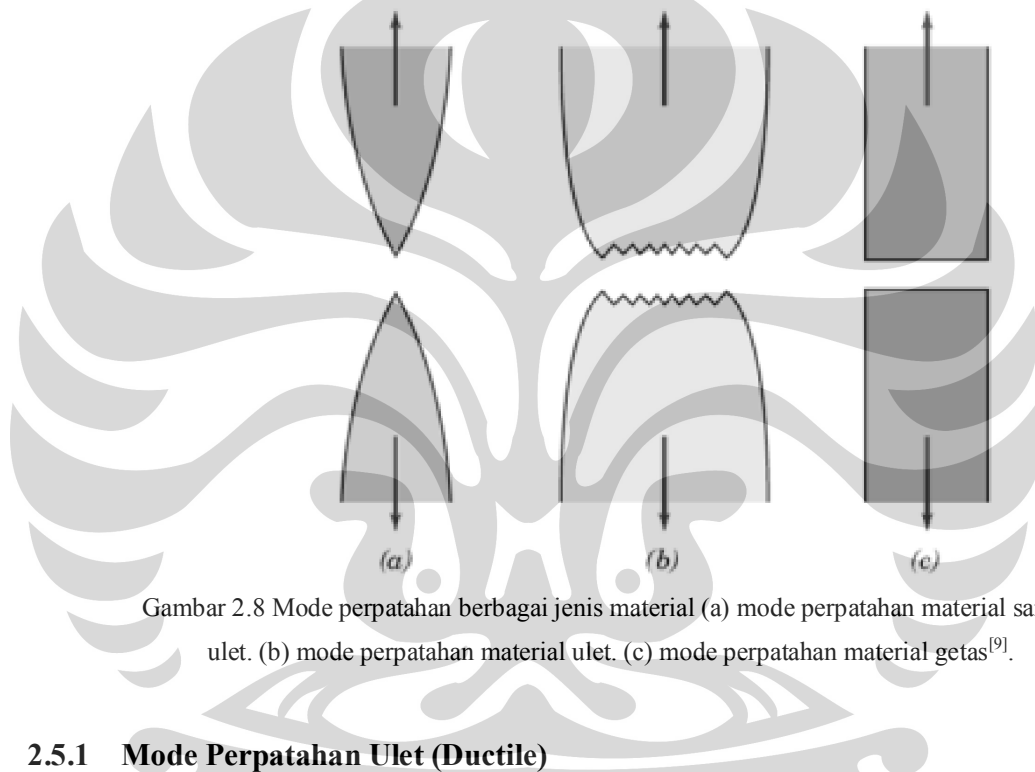 (a) (b) (c)
Gambar 2.8 Mode perpatahan berbagai jenis material (a) mode perpatahan material
ulet. (b) mode perpatahan material ulet. (c) mode perpatahan material getas[9].
2.5.1 Mode Perpatahan Ulet (Ductile)